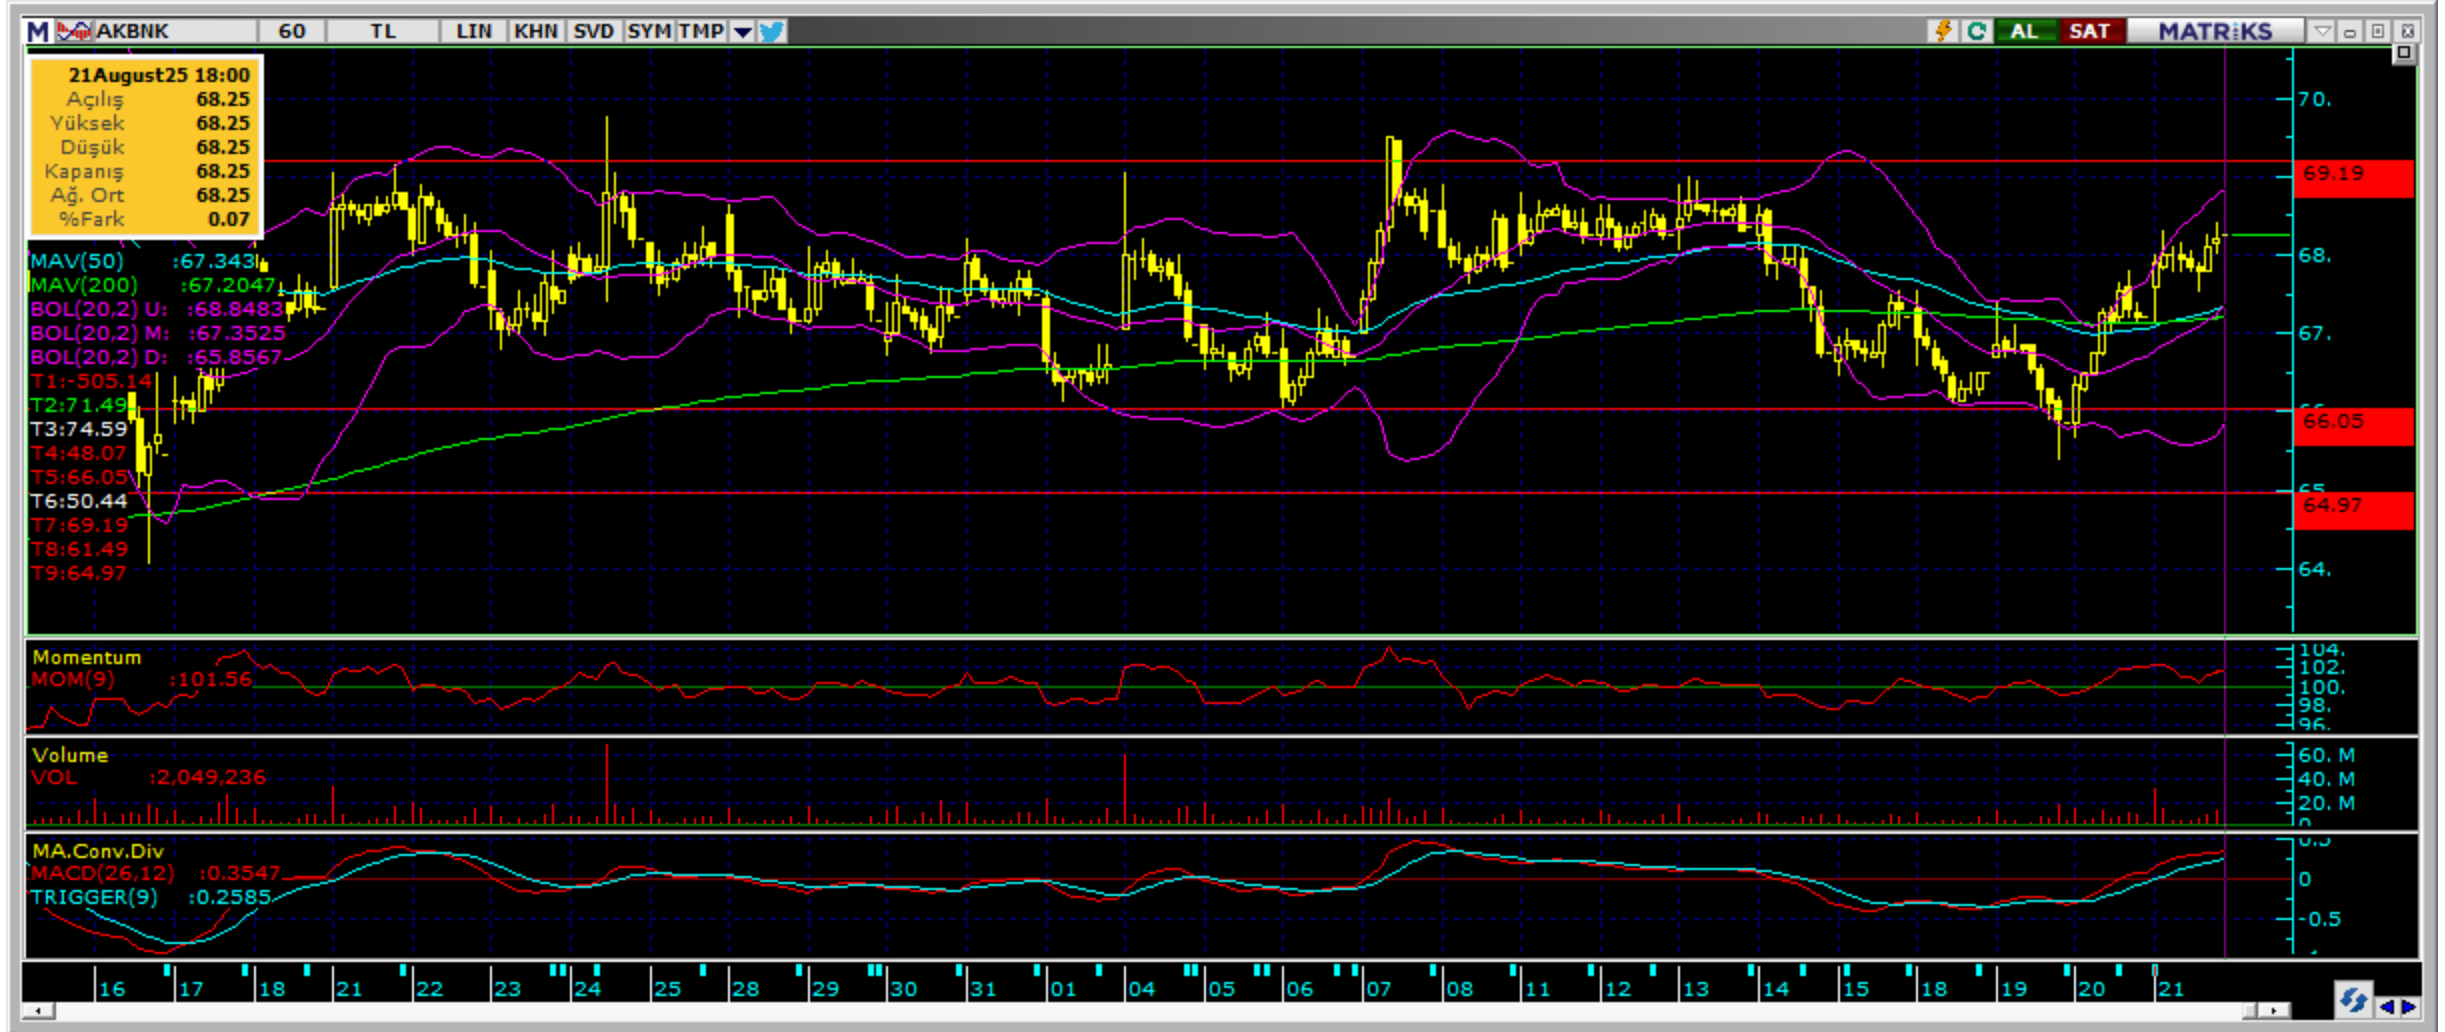 M AKBNK 60 TL LIN KHN SVD SYM TMP AL SAT MATRiKS
21August25 18:00
Açılış 68.25
Yüksek 68.25
Düşük 68.25
Kapanış 68.25
Ağ. Ort 68.25
%Fark 0.07
MAV(50) :67.343
MAV(200) :67.2047
BOL(20,2) U: :68.8483
BOL(20,2) M: :67.3525
BOL(20,2) D: :65.8567
T1:-505.14
T2:71.49
T3:74.59
T4:48.07
T5:66.05
T6:50.44
T7:69.19
T8:61.49
T9:64.97
70.
69.19
68.
67.
66.05
65
64.97
64.
Momentum
MOM(9) :101.56
104.
102.
100.
98.
96.
Volume
VOL :2,049,236
60. M
40. M
20. M
0
MA.Conv.Div
MACD(26,12) :0.3547
TRIGGER(9) :0.2585
0.5
0
-0.5
16 17 18 21 22 23 24 25 28 29 30 31 01 04 05 06 07 08 11 12 13 14 15 18 19 20 21